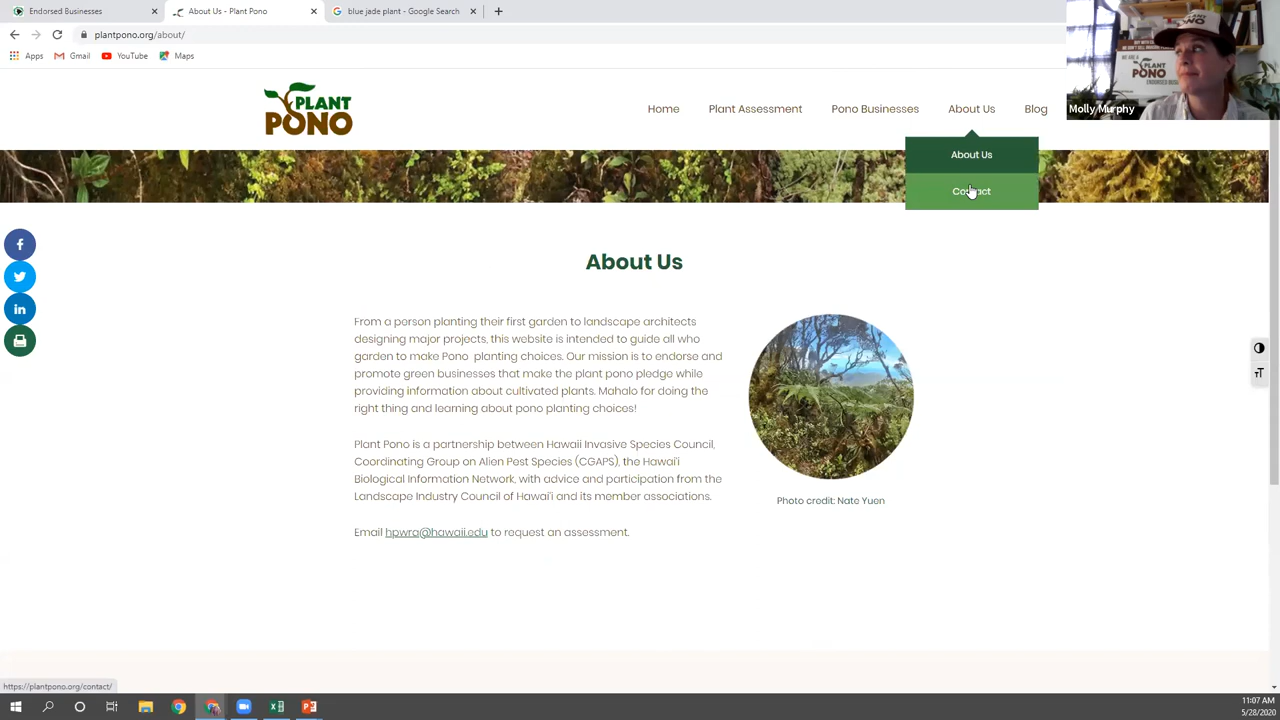 Endorsed Businesses
About Us - Plant Pono
blue jade plant - Google Search
plantpono.org/about/
Apps
Gmail
YouTube
Maps
PLANT
PONO
Home
Plant Assessment
Pono Businesses
About Us
Blog
About Us
Contact
PLANT
PONO
WE ARE A
PLANT
PONO
Molly Murphy
About Us
From a person planting their first garden to landscape architects
designing major projects, this website is intended to guide all who
garden to make Pono planting choices. Our mission is to endorse and
promote green businesses that make the plant pono pledge while
providing information about cultivated plants. Mahalo for doing the
right thing and learning about pono planting choices!
Plant Pono is a partnership between Hawaii Invasive Species Council,
Coordinating Group on Alien Pest Species (CGAPS), the Hawai'i
Biological Information Network, with advice and participation from the
Landscape Industry Council of Hawai'i and its member associations.
Email hpwra@hawaii.edu to request an assessment.
Photo credit: Nate Yuen
https://plantpono.org/contact/
11:07 AM
5/28/2020